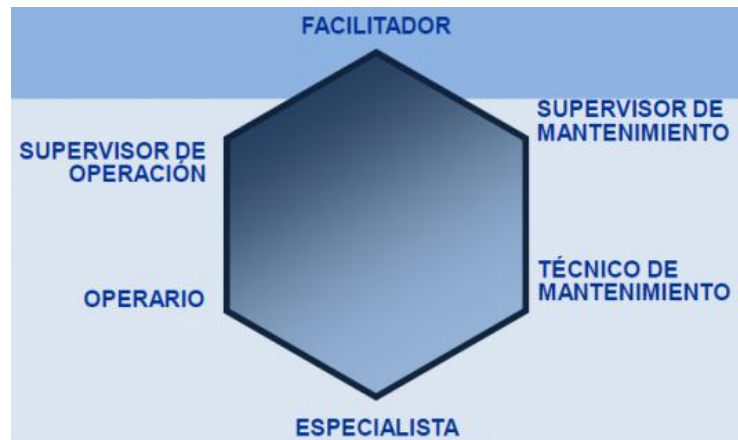 FACILITADOR
SUPERVISOR DE
MANTENIMIENTO
SUPERVISOR DE
OPERACIÓN
TÉCNICO DE
MANTENIMIENTO
OPERARIO
ESPECIALISTA